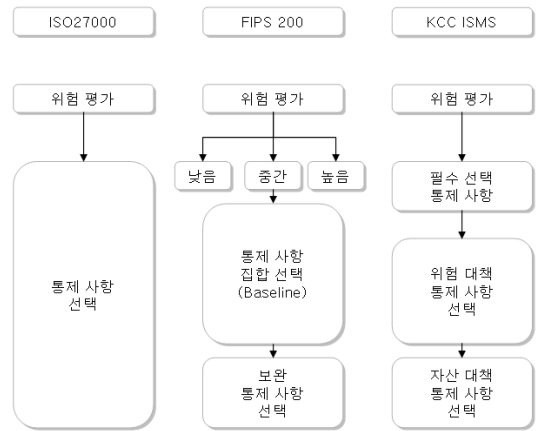 ISO27000
FIPS 200
KCC ISMS
위험 평가
위험 평가
위험 평가
낮음
중간
높음
필수 선택
통제 사항
통제 사항
선택
통제 사항
집합 선택
(Baseline)
위험 대책
통제 사항
선택
보완
통제 사항
선택
자산 대책
통제 사항
선택